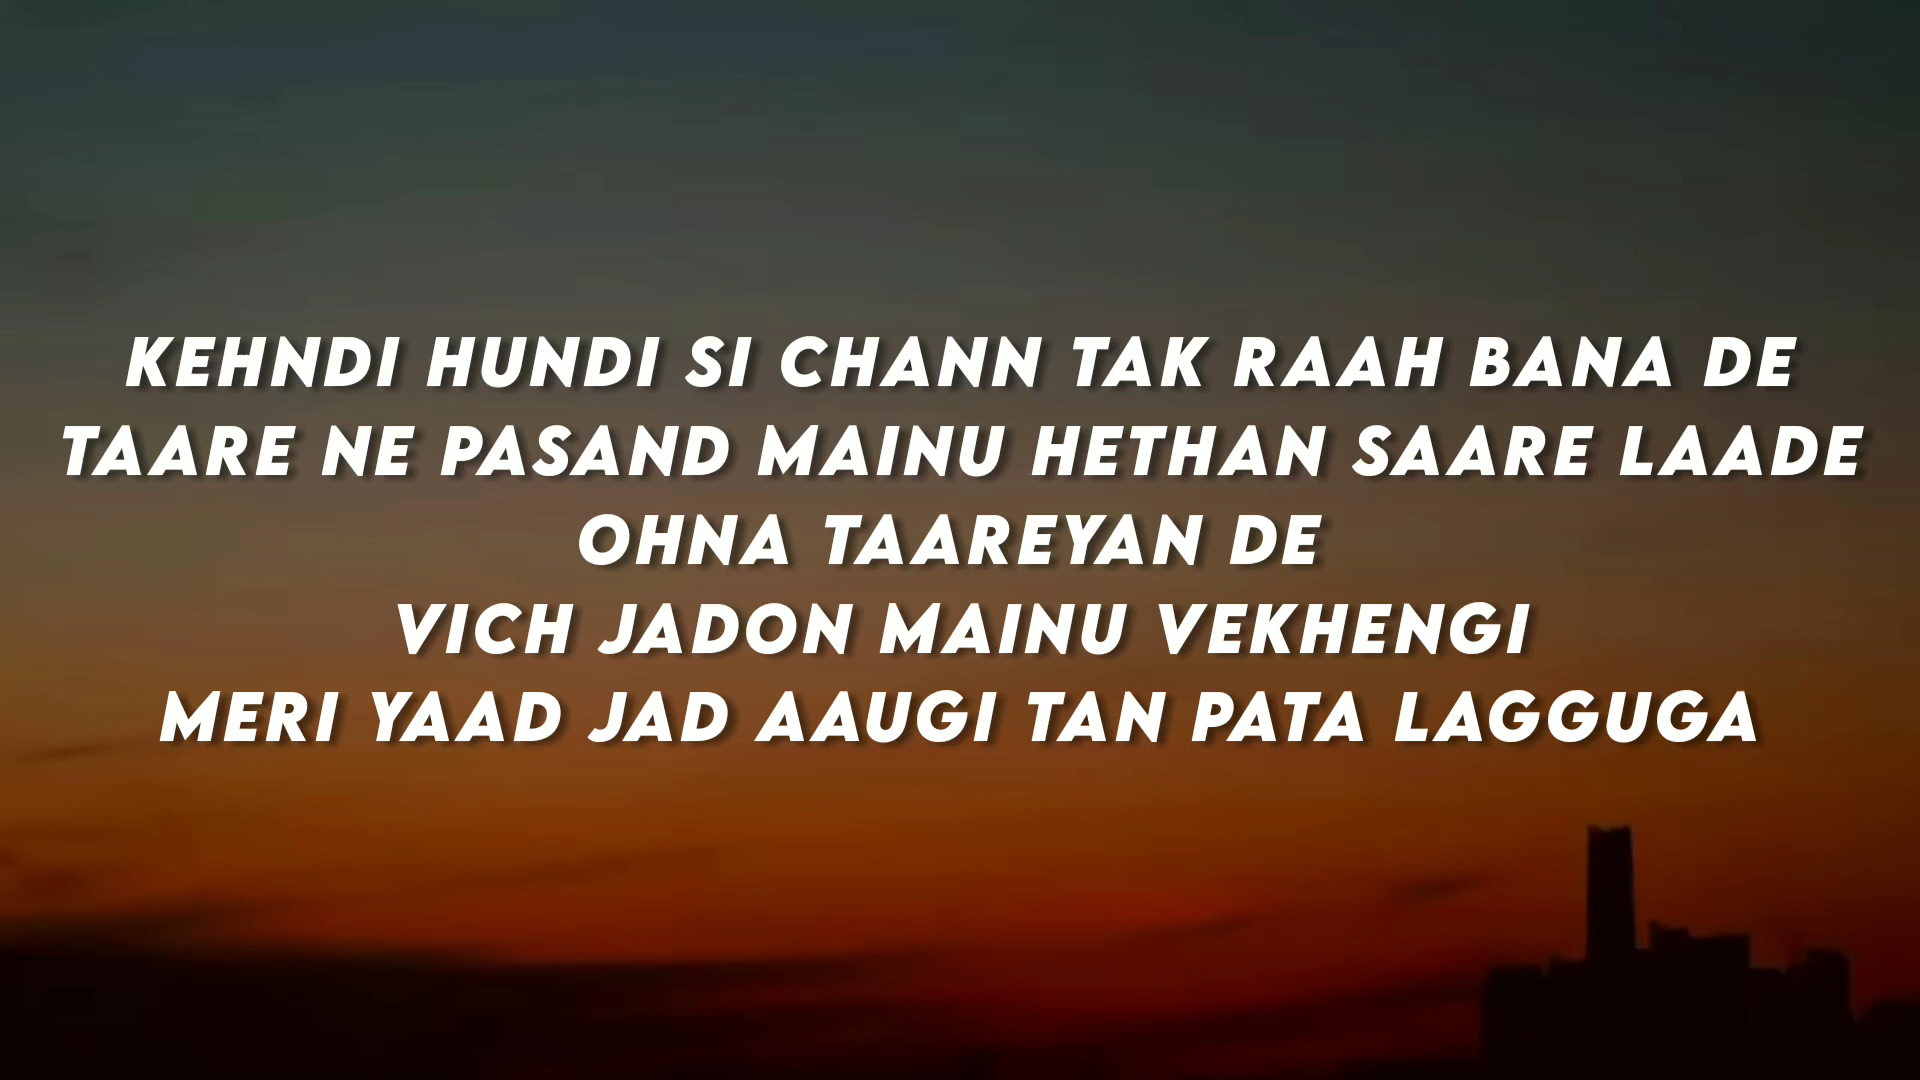 KEHNDI HUNDI SI CHANN TAK RAAH BANA DE
TAARE NE PASAND MAINU HETHAN SAARE LAADE
OHNA TAAREYAN DE
VICH JADON MAINU VEKHENGI
MERI YAAD JAD AAUGI TAN PATA LAGGUGA